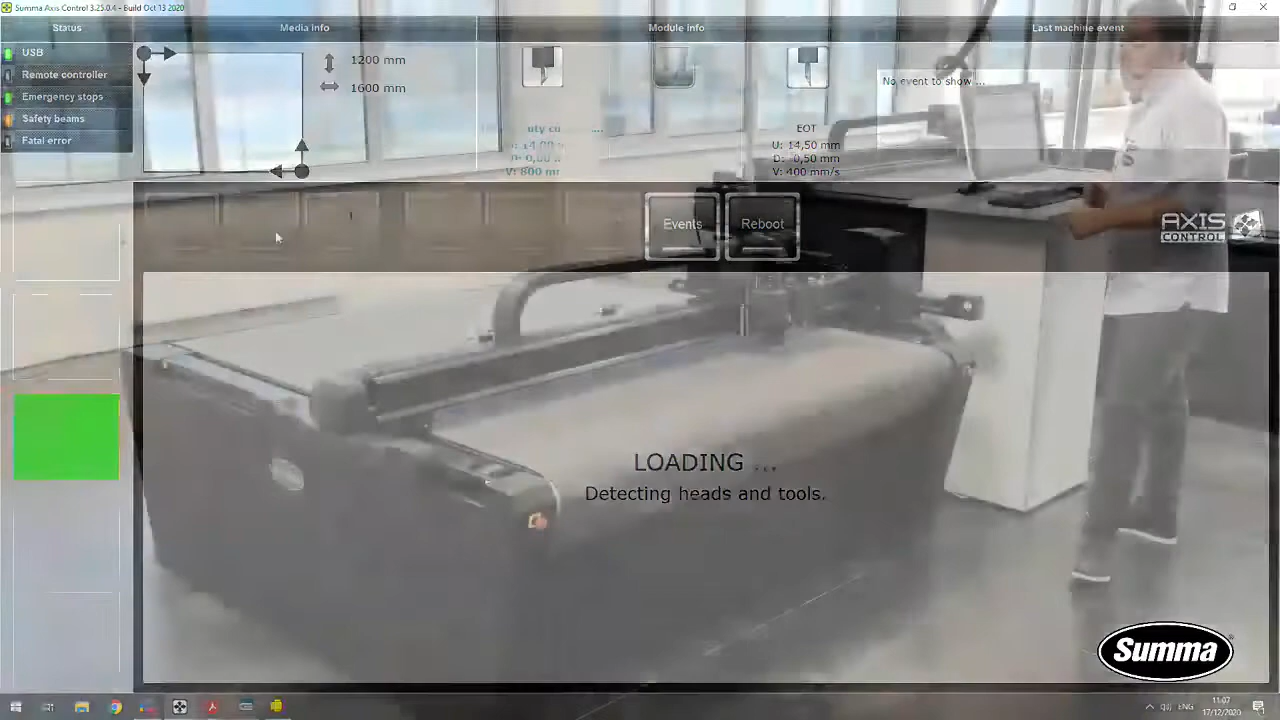 Summa Axis Control 3.25.0.4 - Build Oct 13 2020
Status
Media info
Module info
Last machine event
USB
Remote controller
Emergency stops
Safety beams
Fatal error
1200 mm
1600 mm
No event to show ...
EOT
U: 14,50 mm
D: -0,50 mm
V: 400 mm/s
Events
Reboot
AXIS
CONTROL
LOADING ...
Detecting heads and tools.
Summa
ENG
11:07
17/12/2020